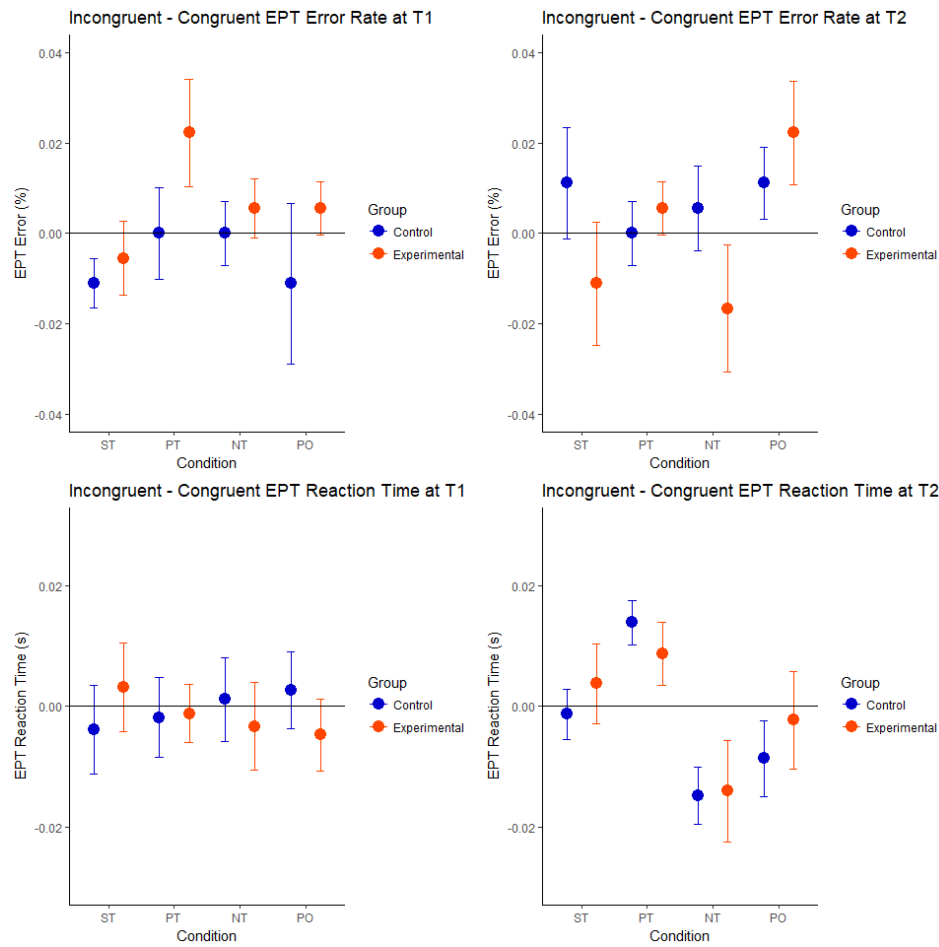 Incongruent - Congruent EPT Error Rate at T1
0.04
0.02
0.00
-0.02
-0.04
EPT Error (%)
ST PT NT PO
Condition
Group
Control
Experimental
Incongruent - Congruent EPT Error Rate at T2
0.04
0.02
0.00
-0.02
-0.04
EPT Error (%)
ST PT NT PO
Condition
Group
Control
Experimental
Incongruent - Congruent EPT Reaction Time at T1
0.02
0.00
-0.02
EPT Reaction Time (s)
ST PT NT PO
Condition
Group
Control
Experimental
Incongruent - Congruent EPT Reaction Time at T2
0.02
0.00
-0.02
EPT Reaction Time (s)
ST PT NT PO
Condition
Group
Control
Experimental